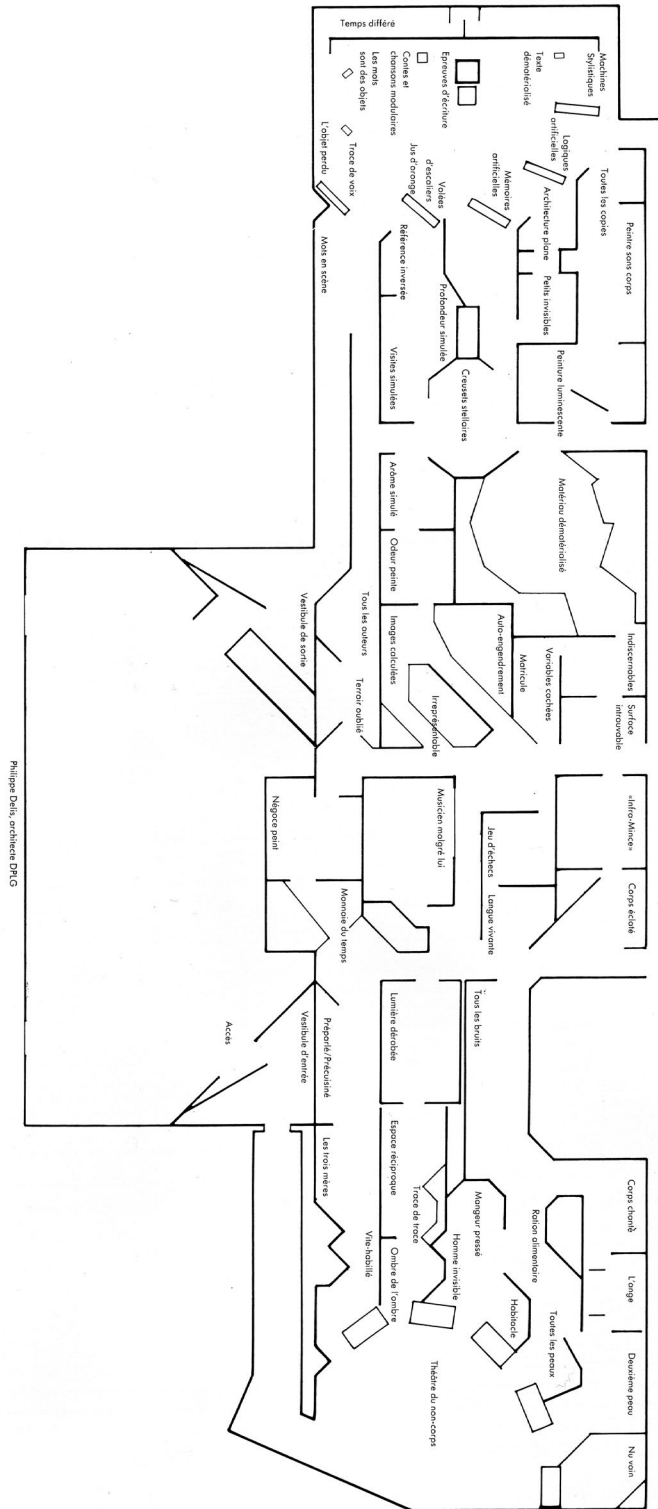 Temps différé
Machines
Stylistiques
Texte
dématérialisé
Epreuves d'écriture
Contes et
chansons modulaires
Les mots
sont des objets
Logiques
artificielles
Mémoires
artificielles
Volées
d'escaliers
Jus d'orange
Trace de voix
L'objet perdu
Toutes les copies
Peintre sans corps
Architecture plane
Petits invisibles
Référence inversée
Profondeur simulée
Mots en scène
Visites simulées
Creusets stellaires
Peinture luminescente
Arôme simulé
Matériau dématérialisé
Odeur peinte
Vestibule de sortie
Tous les auteurs
Images calculées
Auto-engendrement
Matricule
Variables cachées
Indiscernables
Surface
introuvable
Terroir oublié
Irreprésentable
Négoce peint
Musicien malgré lui
Jeu d'échecs
«Infra-Mince»
Monnaie du temps
Langue vivante
Corps éclaté
Philippe Delis, architecte DPLG
Accès
Vestibule d'entrée
Préparlé/Précuisiné
Lumière dérobée
Tous les bruits
Les trois mères
Espace réciproque
Trace de trace
Mangeur pressé
Ration alimentaire
Corps chanté
Vite-habillé
Ombre de l'ombre
Homme invisible
Habitacle
L'ange
Toutes les peaux
Deuxième peau
Théâtre du non-corps
Nu vain